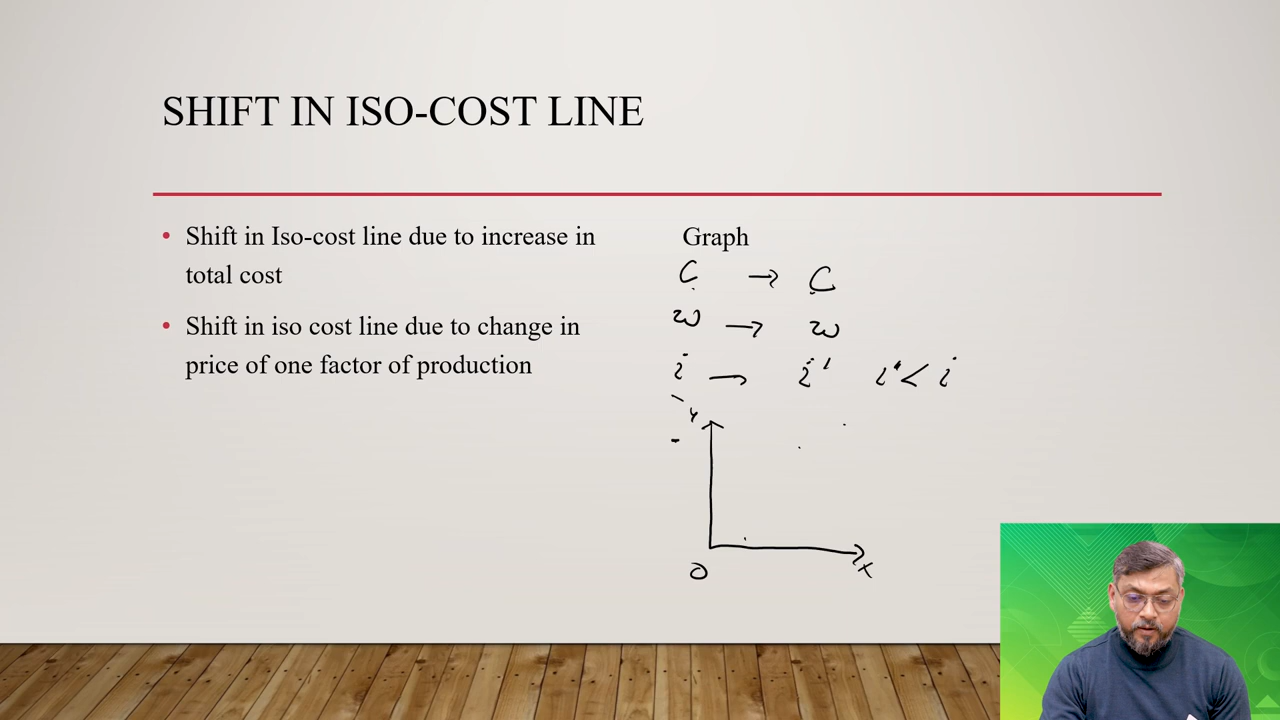 SHIFT IN ISO-COST LINE
• Shift in Iso-cost line due to increase in
total cost
• Shift in iso cost line due to change in
price of one factor of production
Graph
C → C
w → w
i → i' i' < i
Y
O
X